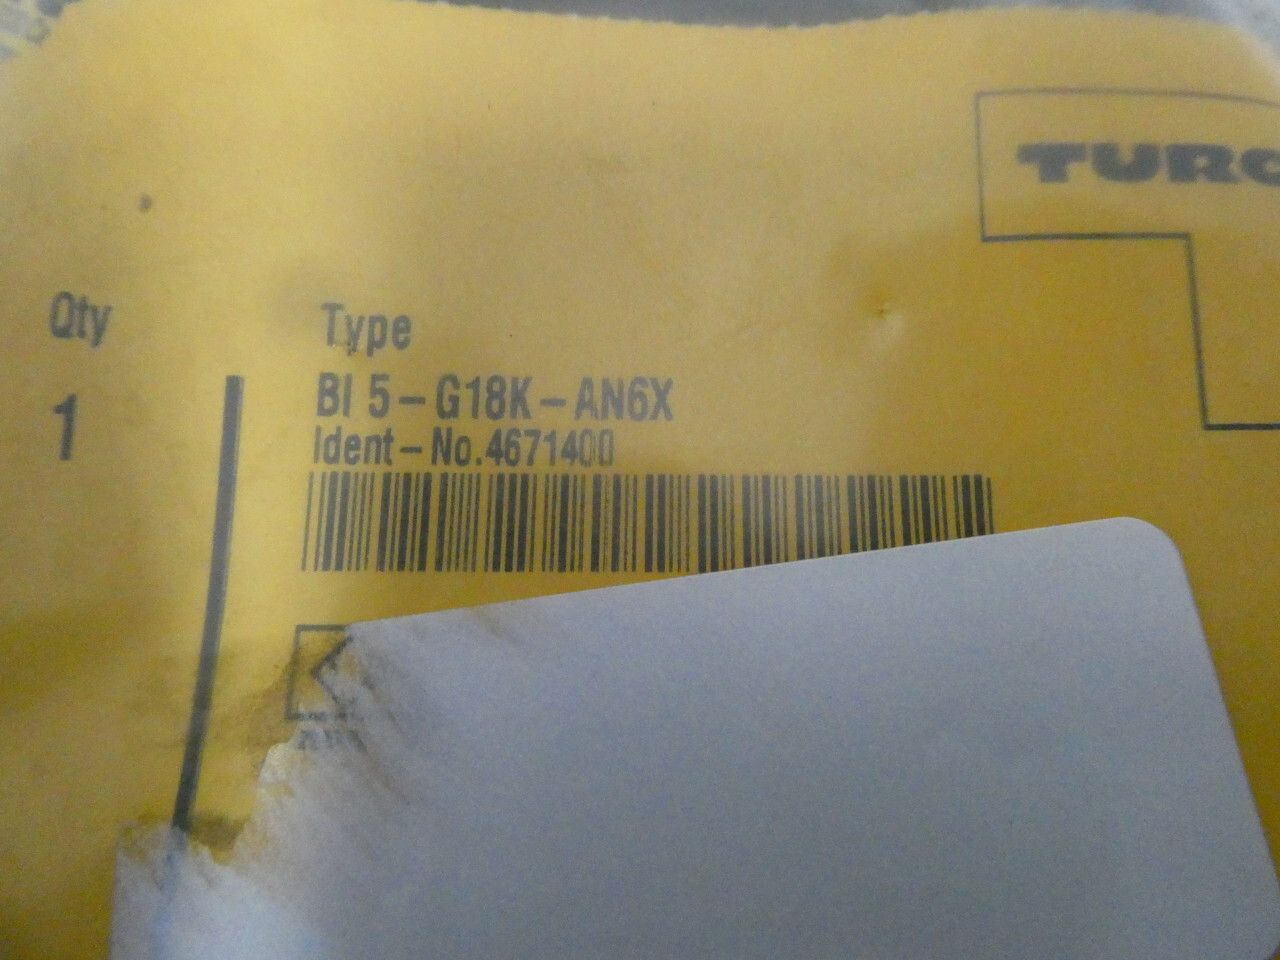 TURC
Qty
Type
1
BI 5-G18K-AN6X
Ident-No.4671400